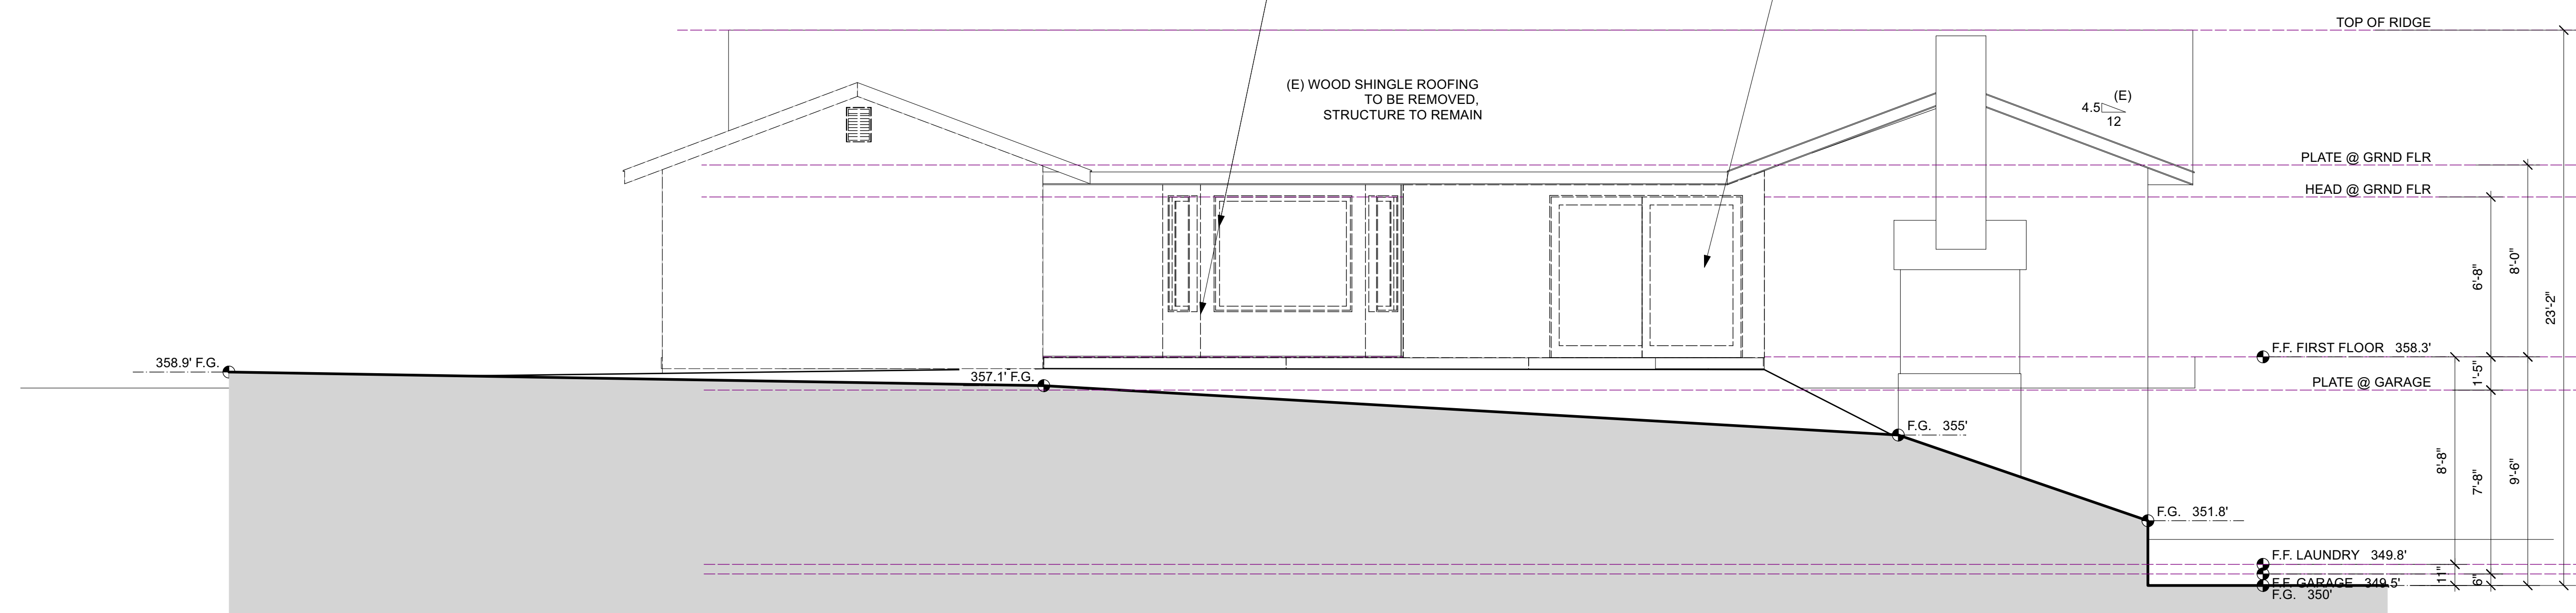 TOP OF RIDGE
(E) WOOD SHINGLE ROOFING
TO BE REMOVED,
STRUCTURE TO REMAIN
(E)
4.5
12
PLATE @ GRND FLR
HEAD @ GRND FLR
6'-8"
8'-0"
23'-2"
358.9' F.G.
357.1' F.G.
F.F. FIRST FLOOR 358.3'
1'-5"
PLATE @ GARAGE
F.G. 355'
8'-8"
7'-8"
9'-6"
F.G. 351.8'
F.F. LAUNDRY 349.8'
11"
6"
F.F. GARAGE 349.5'
F.G. 350'